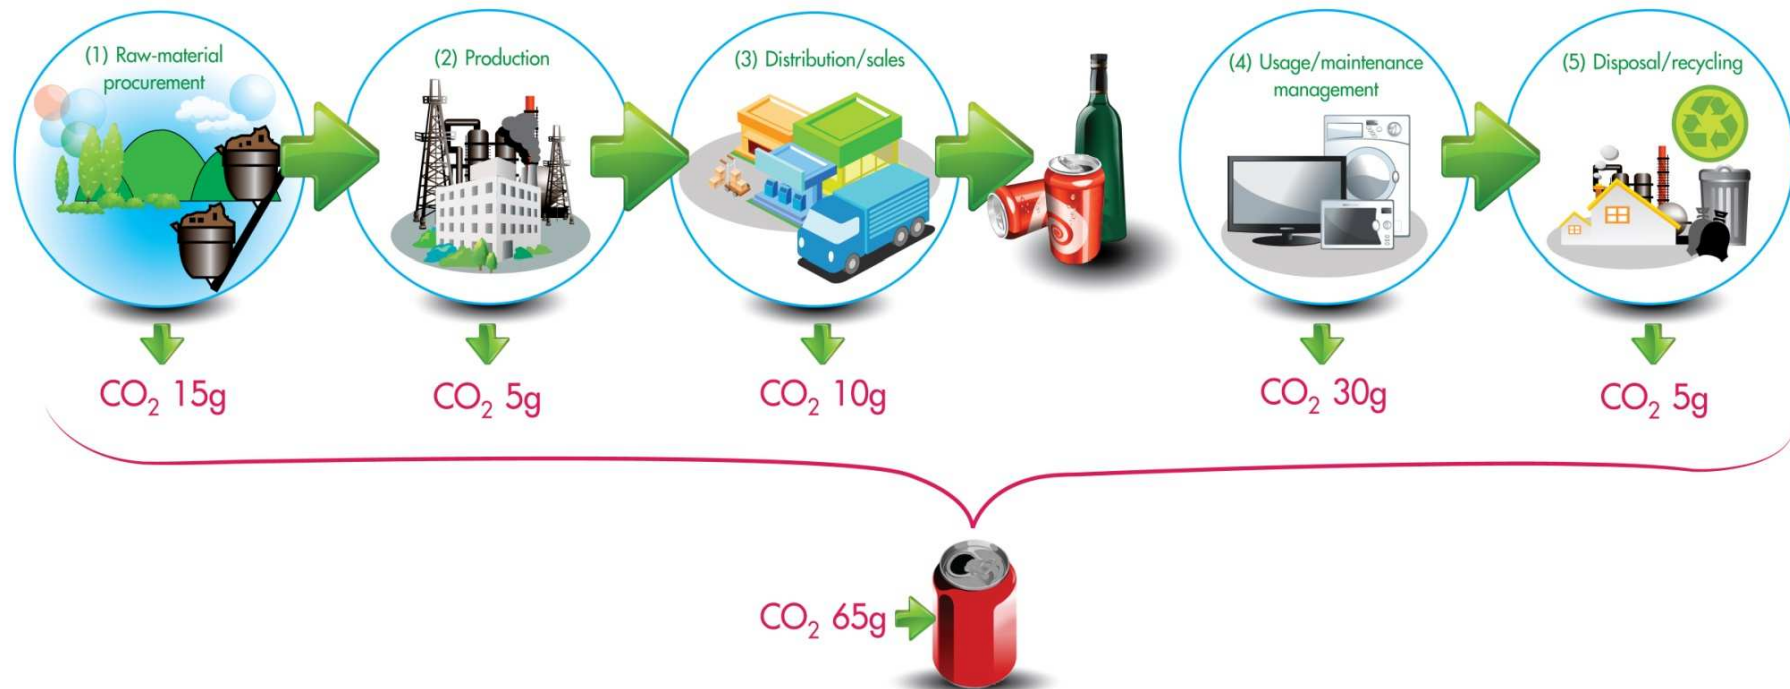 (1) Raw-material
procurement
(2) Production
(3) Distribution/sales
(4) Usage/maintenance
management
(5) Disposal/recycling
CO₂ 15g
CO₂ 5g
CO₂ 10g
CO₂ 30g
CO₂ 5g
CO₂ 65g